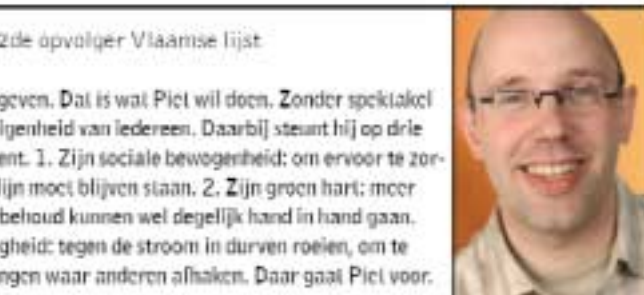 2de opvolger Vlaamse lijst
geven. Dat is wat Piet wil doen. Zonder spektakel
igenheid van iedereen. Daarbij steunt hij op drie
ent. 1. Zijn sociale bewogenheid: om ervoor te zor-
lijn moet blijven staan. 2. Zijn groen hart: meer
behoud kunnen wel degelijk hand in hand gaan.
gheid: tegen de stroom in durven roeien, om te
ngen waar anderen afhaken. Daar gaat Piet voor.